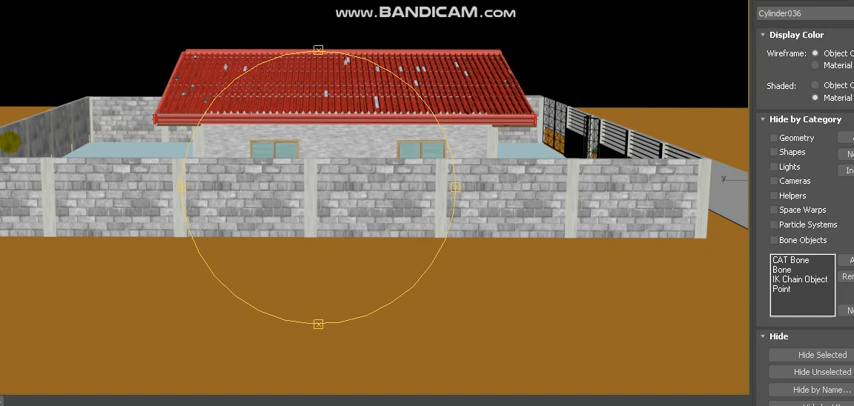 www.BANDICAM.com
Cylinder036
Display Color
Wireframe:
Object
Material
Shaded:
Object
Material
Hide by Category
Geometry
Shapes
Lights
Cameras
Helpers
Space Warps
Particle Systems
Bone Objects
CAT Bone
Bone
IK Chain Object
Point
Hide
Hide Selected
Hide Unselected
Hide by Name...
y